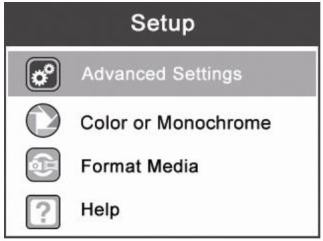 Setup
Advanced Settings
Color or Monochrome
Format Media
Help